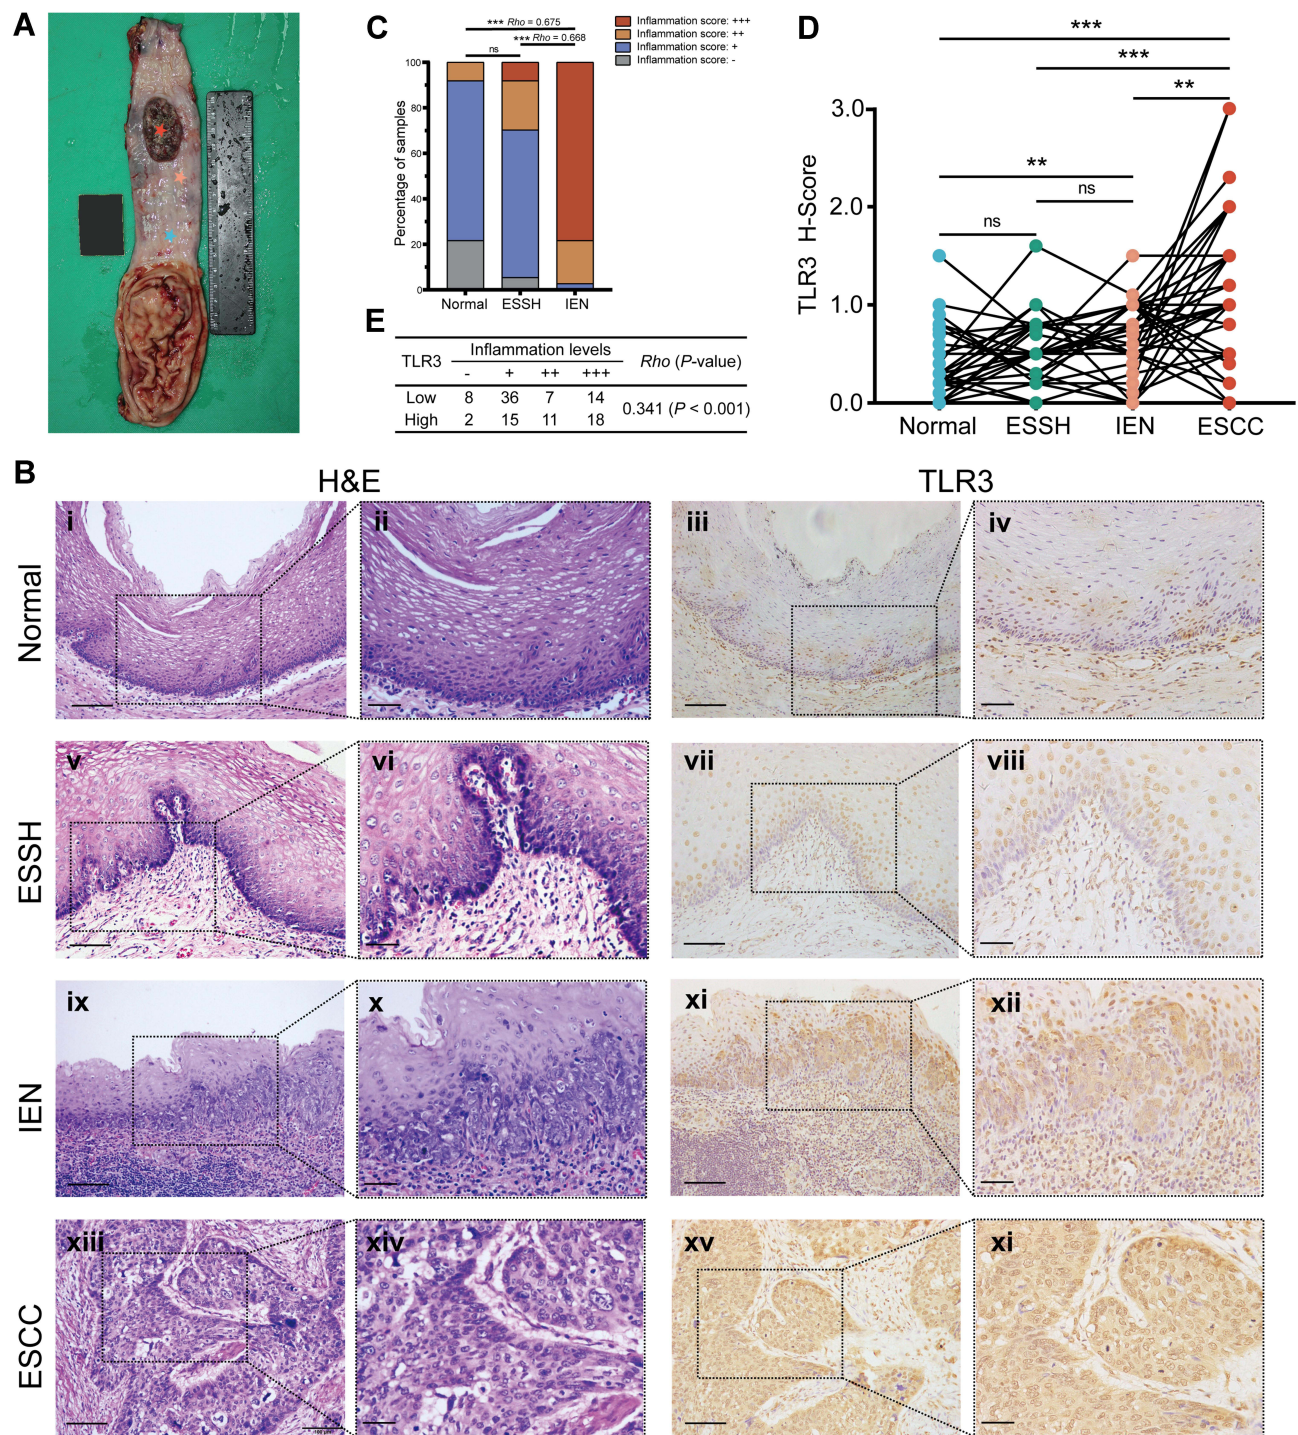 A
C
*** Rho = 0.675
*** Rho = 0.668
ns
Inflammation score: +++
Inflammation score: ++
Inflammation score: +
Inflammation score: -
Percentage of samples
100
80
60
40
20
0
Normal ESSH IEN
D
***
***
**
**
ns
ns
TLR3 H-Score
3.0
2.0
1.0
0.0
Normal ESSH IEN ESCC
E
TLR3 Inflammation levels Rho (P-value)
- + ++ +++
Low 8 36 7 14
0.341 (P < 0.001)
High 2 15 11 18
B
H&E TLR3
Normal
i ii iii iv
ESSH
v vi vii viii
IEN
ix x xi xii
ESCC
xiii xiv xv xi